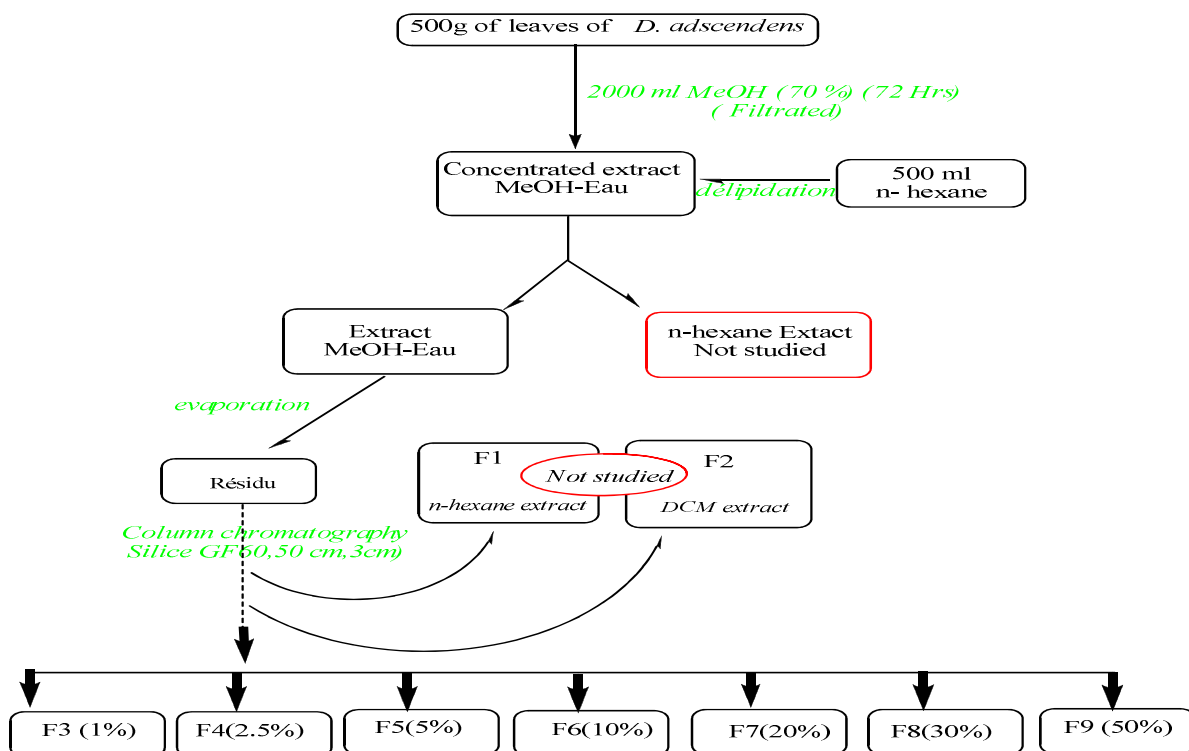 500g of leaves of D. adscendens
2000 ml MeOH (70 %) (72 Hrs)
( Filtrated)
Concentrated extract
MeOH-Eau
délipidation
500 ml
n- hexane
Extract
MeOH-Eau
n-hexane Extact
Not studied
evaporation
Résidu
F1
n-hexane extract
Not studied
F2
DCM extract
Column chromatography
Silice GF60,50 cm,3cm)
F3 (1%)
F4(2.5%)
F5(5%)
F6(10%)
F7(20%)
F8(30%)
F9 (50%)